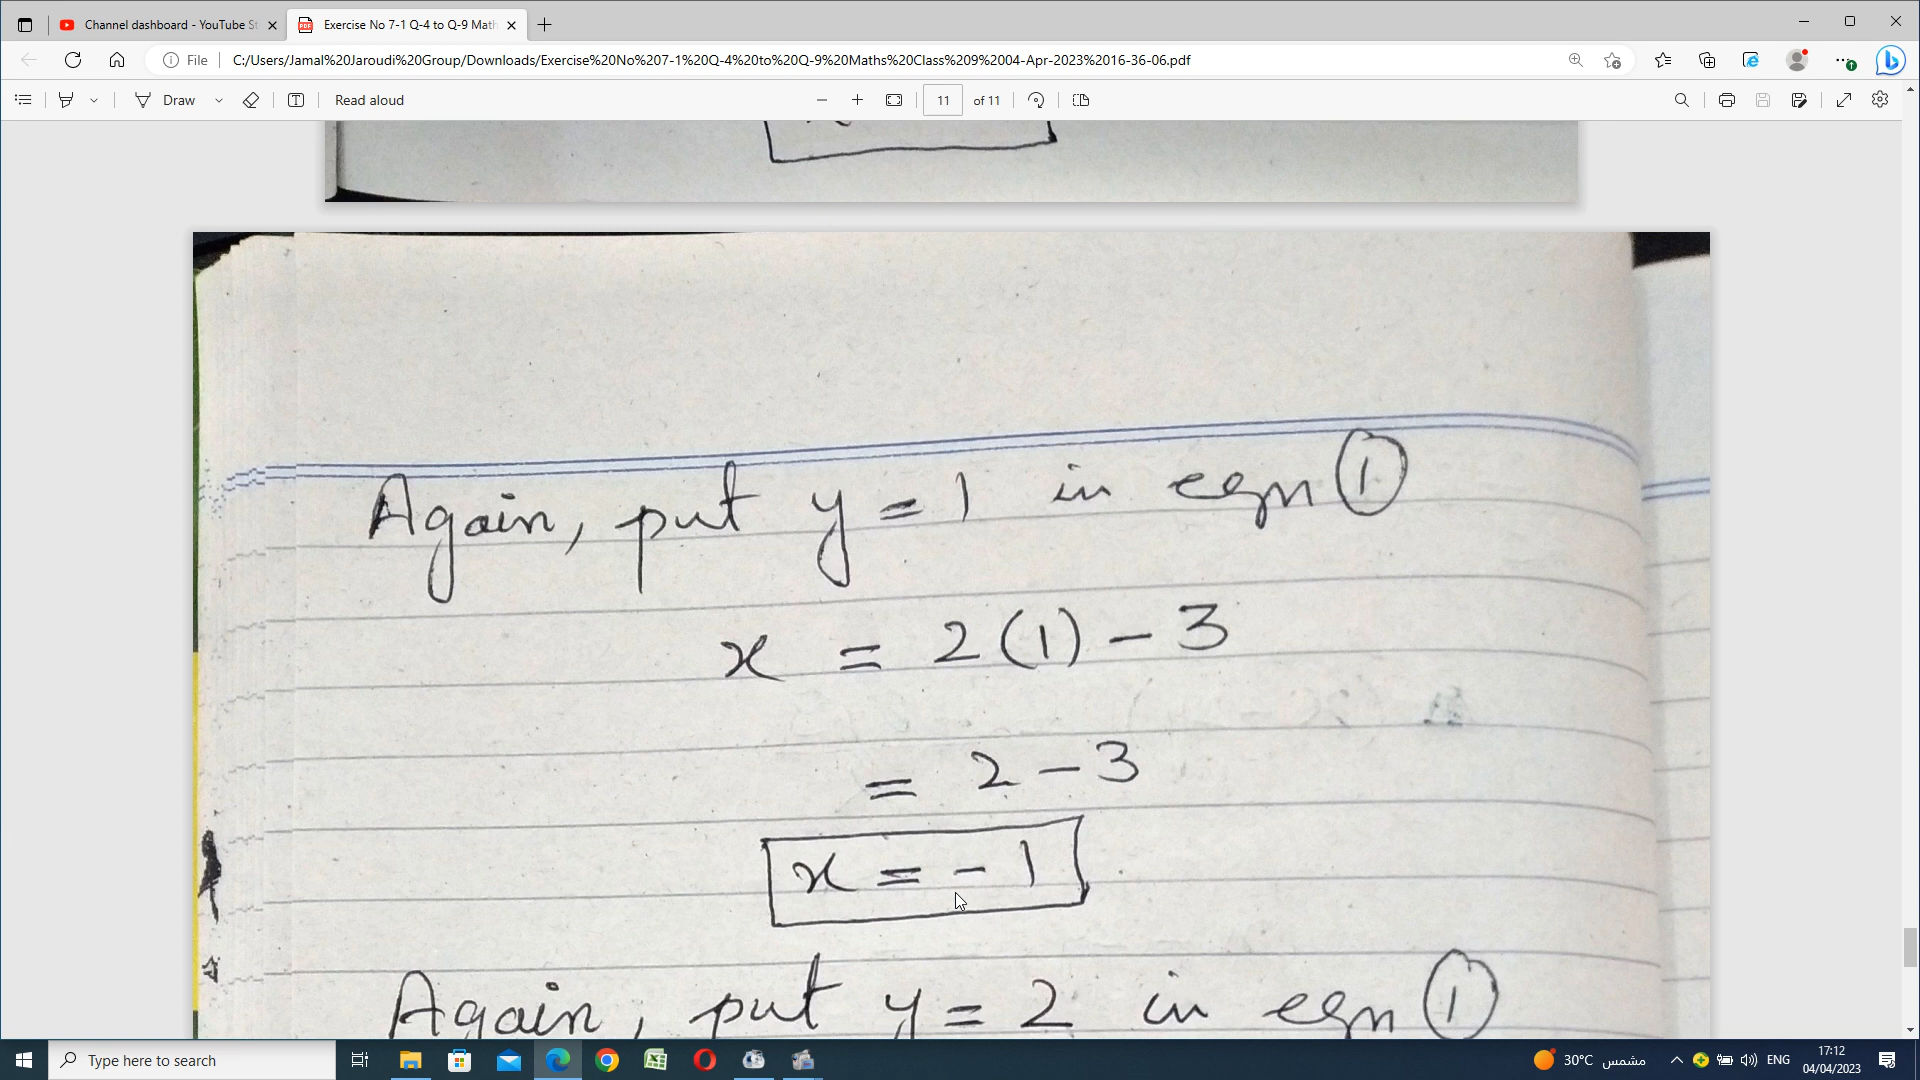 Channel dashboard - YouTube St
Exercise No 7-1 Q-4 to Q-9 Math
File
C:/Users/Jamal%20Jaroudi%20Group/Downloads/Exercise%20No%207-1%20Q-4%20to%20Q-9%20Maths%20Class%209%2004-Apr-2023%2016-36-06.pdf
Draw
Read aloud
11 of 11
Again, put y = 1 in eqn ①
x = 2(1) - 3
= 2 - 3
x = - 1
Again, put y = 2 in eqn ①
Type here to search
30°C مشمس
ENG
17:12
04/04/2023